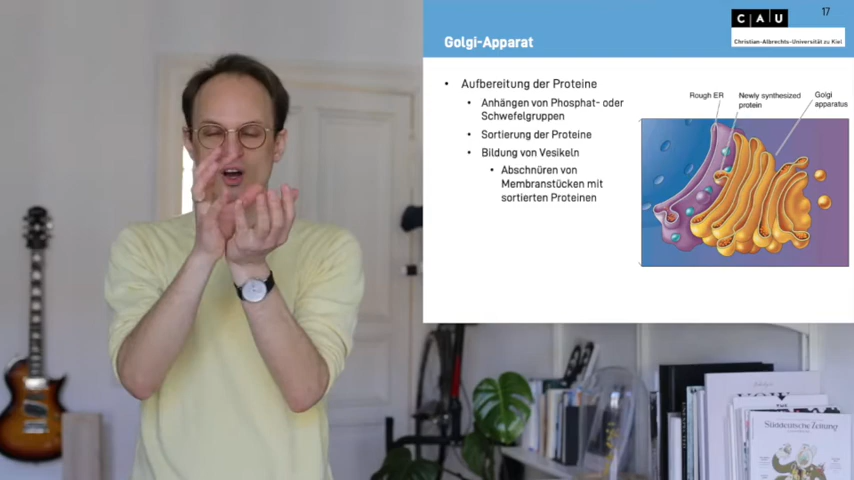 17
C A U
Christian-Albrechts-Universität zu Kiel
Golgi-Apparat
• Aufbereitung der Proteine
• Anhängen von Phosphat- oder
Schwefelgruppen
• Sortierung der Proteine
• Bildung von Vesikeln
• Abschnüren von
Membranstücken mit
sortierten Proteinen
Rough ER
Newly synthesized
protein
Golgi
apparatus
Süddeutsche Zeitung